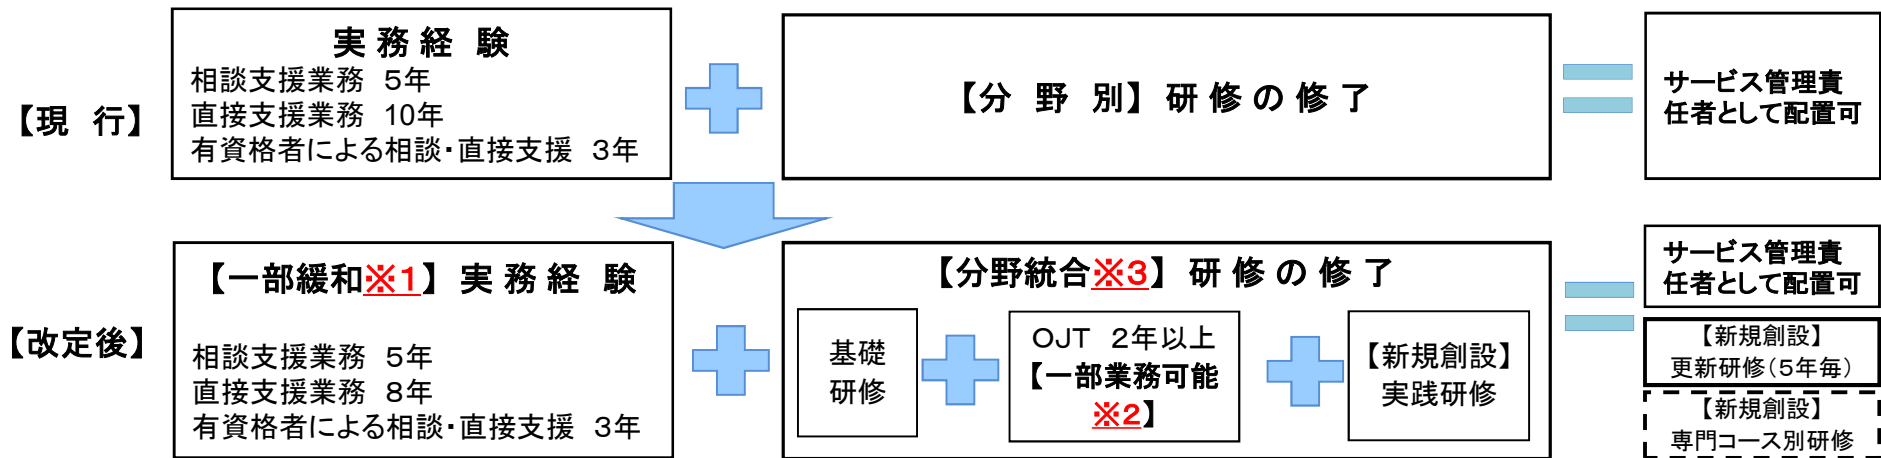 【現 行】
実 務 経 験
相談支援業務 5年
直接支援業務 10年
有資格者による相談・直接支援 3年
【分 野 別】 研 修 の 修 了
サービス管理責
任者として配置可
【改定後】
【一部緩和※1】 実 務 経 験
相談支援業務 5年
直接支援業務 8年
有資格者による相談・直接支援 3年
【分野統合※3】 研 修 の 修 了
基礎
研修
OJT 2年以上
【一部業務可能
※2】
【新規創設】
実践研修
サービス管理責
任者として配置可
【新規創設】
更新研修(5年毎)
【新規創設】
専門コース別研修